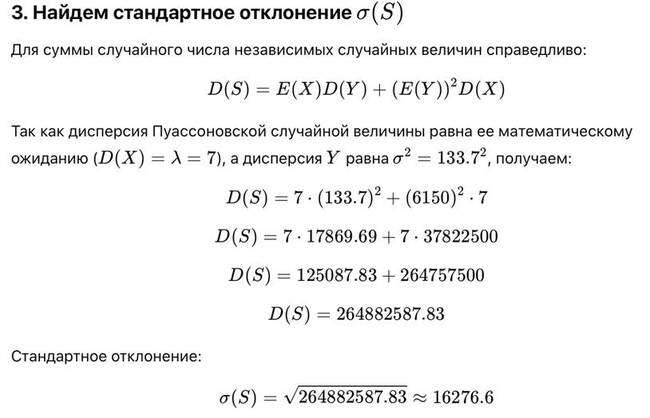 3. Найдем стандартное отклонение σ(S)
Для суммы случайного числа независимых случайных величин справедливо:
D(S) = E(X)D(Y) + (E(Y))²D(X)
Так как дисперсия Пуассоновской случайной величины равна ее математическому
ожиданию (D(X) = λ = 7), а дисперсия Y равна σ² = 133.7², получаем:
D(S) = 7 · (133.7)² + (6150)² · 7
D(S) = 7 · 17869.69 + 7 · 37822500
D(S) = 125087.83 + 264757500
D(S) = 264882587.83
Стандартное отклонение:
σ(S) = √264882587.83 ≈ 16276.6